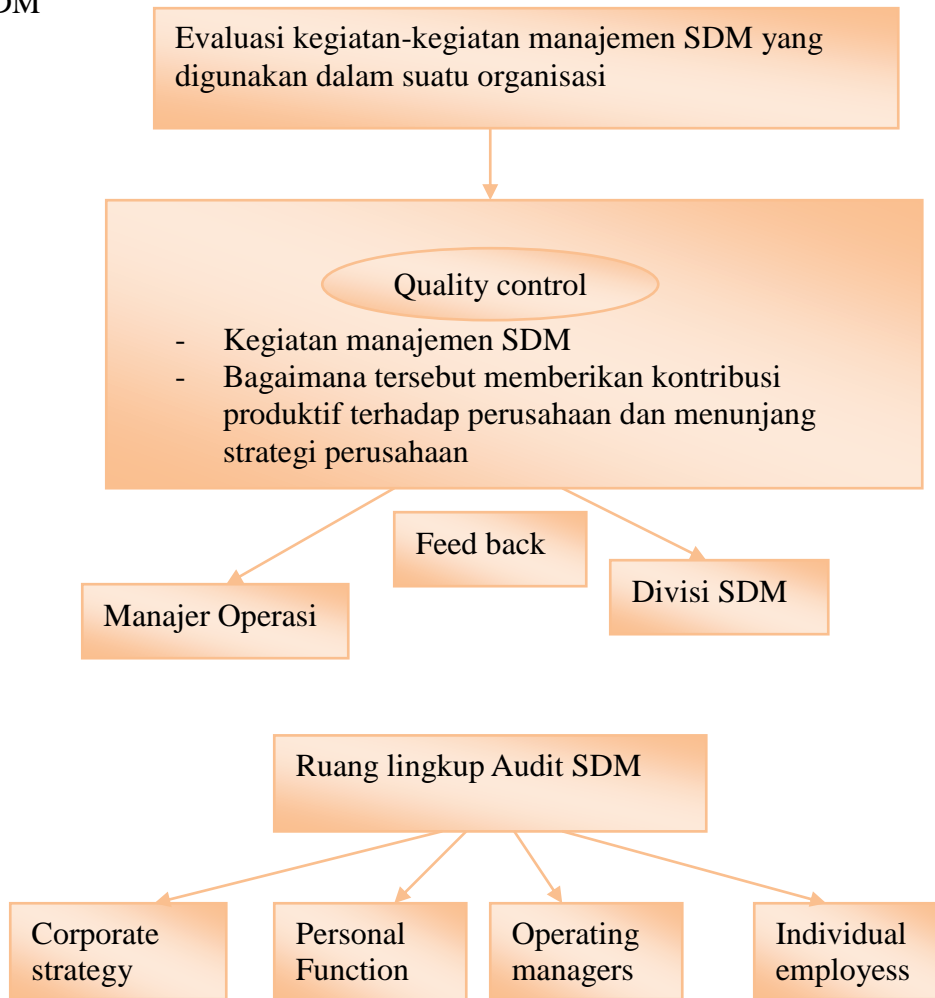 Evaluasi kegiatan-kegiatan manajemen SDM yang
digunakan dalam suatu organisasi
Quality control
- Kegiatan manajemen SDM
- Bagaimana tersebut memberikan kontribusi
produktif terhadap perusahaan dan menunjang
strategi perusahaan
Feed back
Manajer Operasi
Divisi SDM
Ruang lingkup Audit SDM
Corporate
strategy
Personal
Function
Operating
managers
Individual
employess